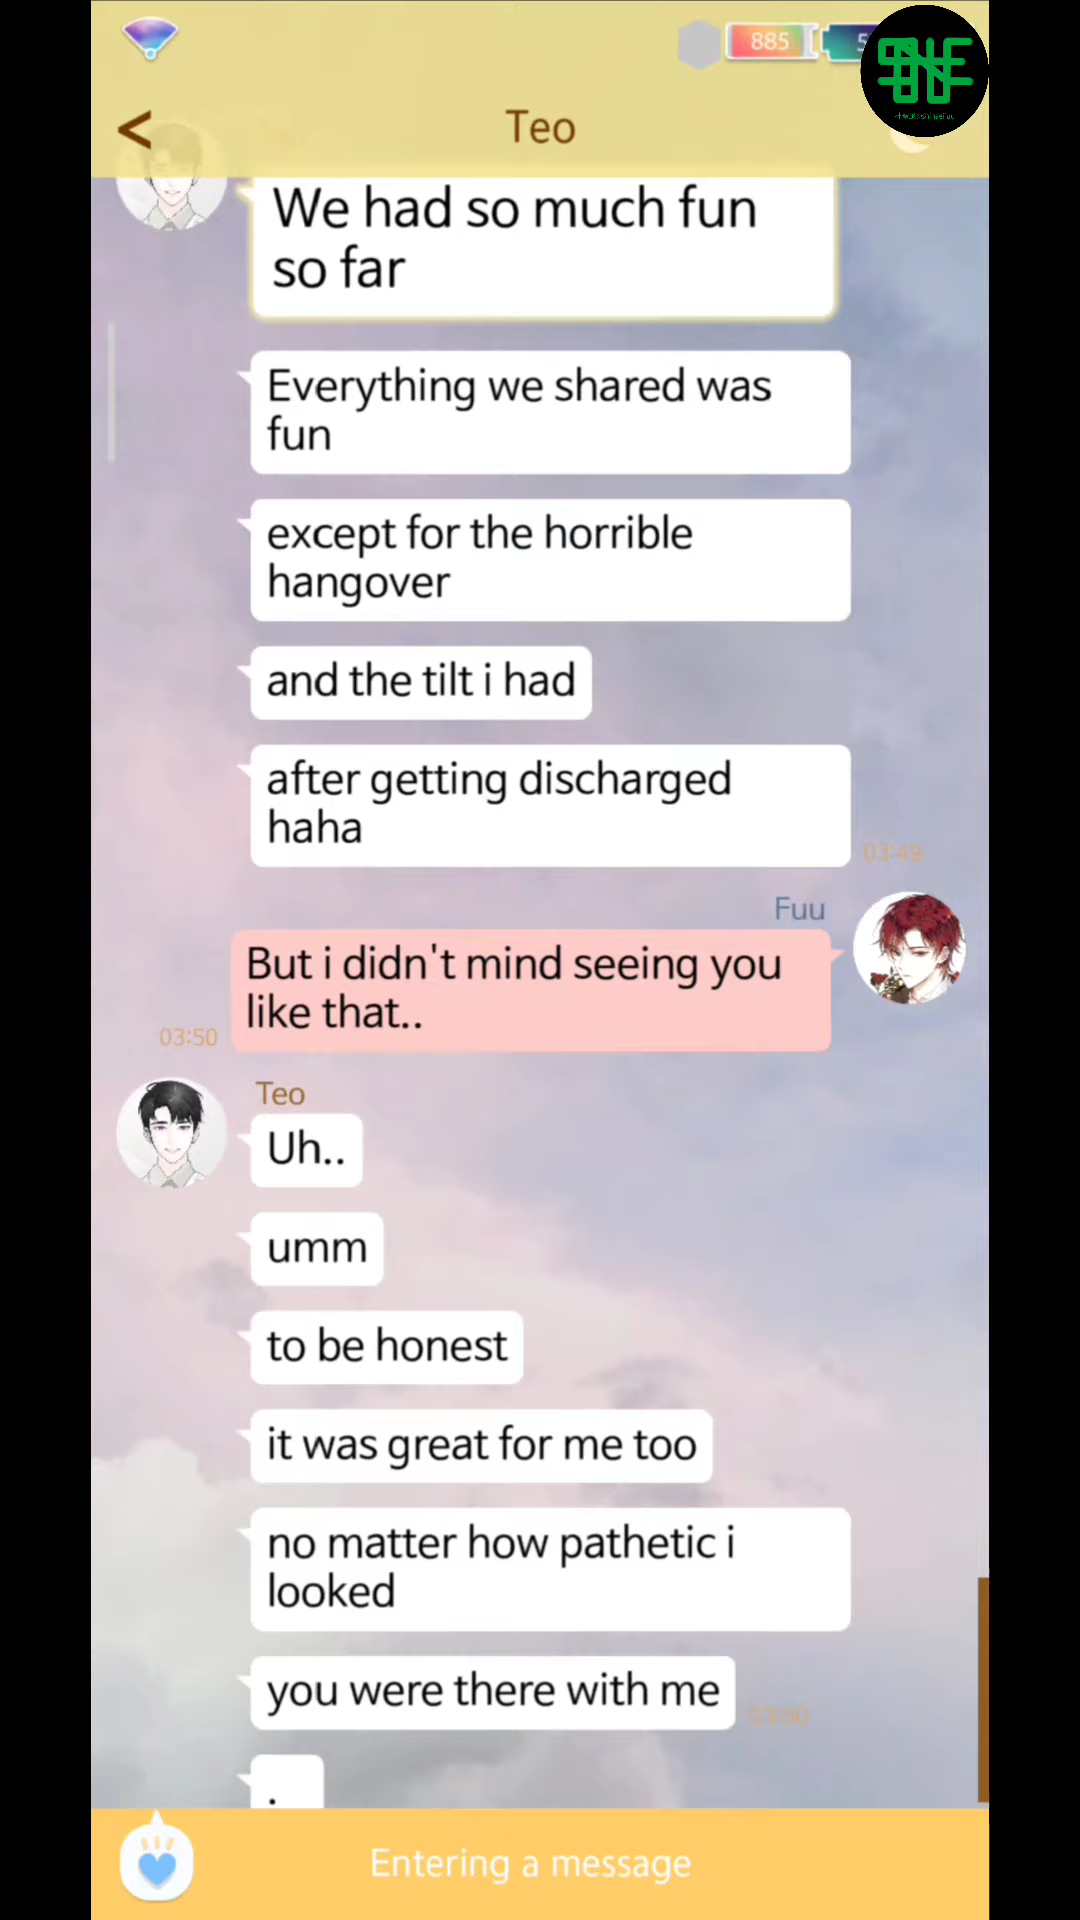 885
5
Teo
We had so much fun
so far
Everything we shared was
fun
except for the horrible
hangover
and the tilt i had
after getting discharged
haha
03:49
Fuu
But i didn't mind seeing you
like that..
03:50
Teo
Uh..
umm
to be honest
it was great for me too
no matter how pathetic i
looked
you were there with me
03:50
.
Entering a message